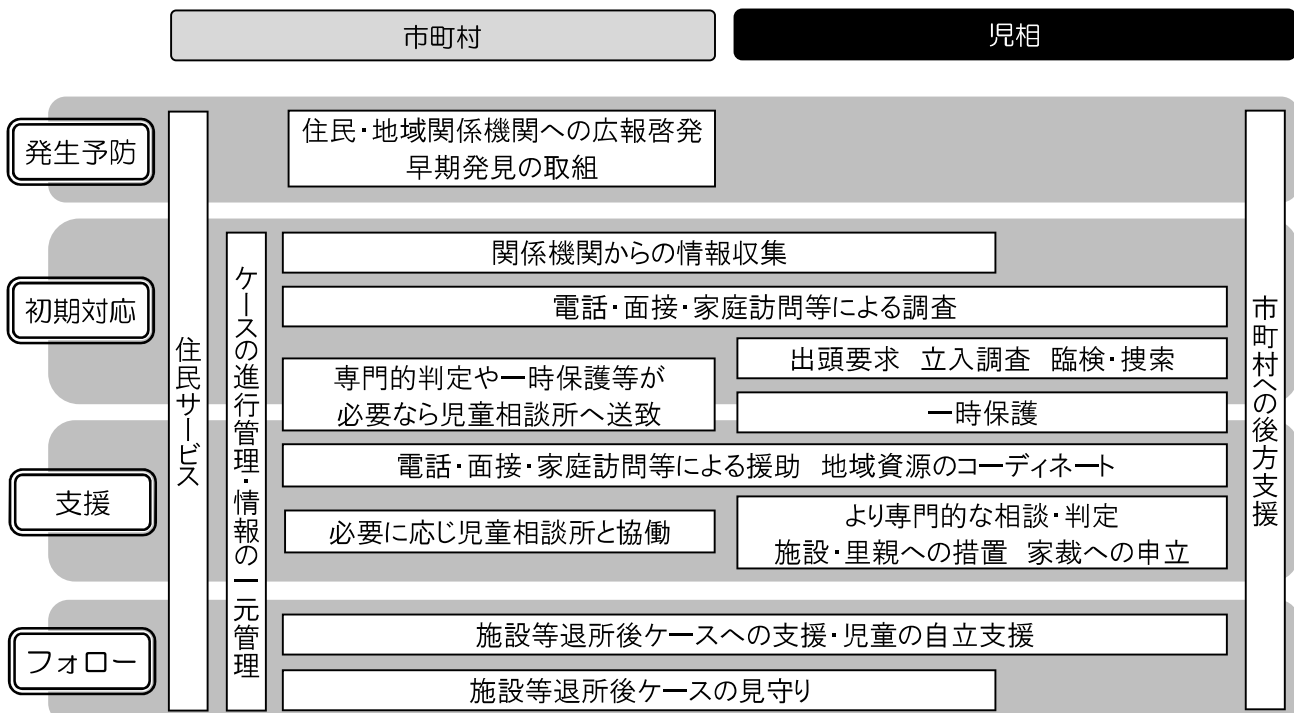 市町村
児相
発生予防
住民・地域関係機関への広報啓発
早期発見の取組
初期対応
関係機関からの情報収集
電話・面接・家庭訪問等による調査
出頭要求 立入調査 臨検・捜索
専門的判定や一時保護等が
必要なら児童相談所へ送致
一時保護
支援
電話・面接・家庭訪問等による援助 地域資源のコーディネート
必要に応じ児童相談所と協働
より専門的な相談・判定
施設・里親への措置 家裁への申立
フォロー
施設等退所後ケースへの支援・児童の自立支援
施設等退所後ケースの見守り
住民サービス
ケースの進行管理・情報の一元管理
市町村への後方支援